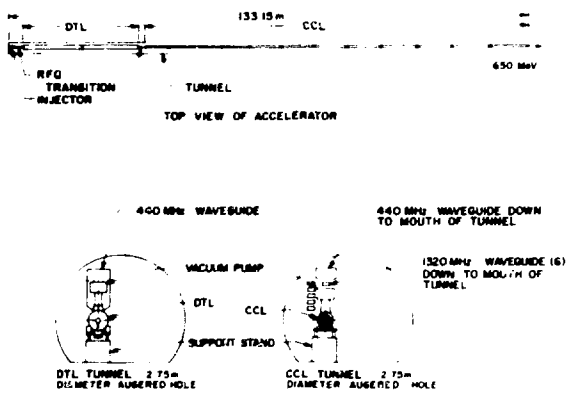 133.15 m
DTL
CCL
RFQ
TRANSITION
INJECTOR
TUNNEL
650 MeV
TOP VIEW OF ACCELERATOR
440 MHz WAVEGUIDE
440 MHz WAVEGUIDE DOWN
TO MOUTH OF TUNNEL
VACUUM PUMP
1320 MHz WAVEGUIDE (6)
DOWN TO MOUTH OF
TUNNEL
DTL
CCL
SUPPORT STAND
DTL TUNNEL 2.75m
DIAMETER AUGERED HOLE
CCL TUNNEL 2.75m
DIAMETER AUGERED HOLE